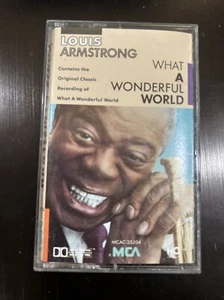 LOUIS
ARMSTRONG
Contains the
Original Classic
Recording of
What A Wonderful World
WHAT
A
WONDERFUL
WORLD
MCAC-25204
MCA